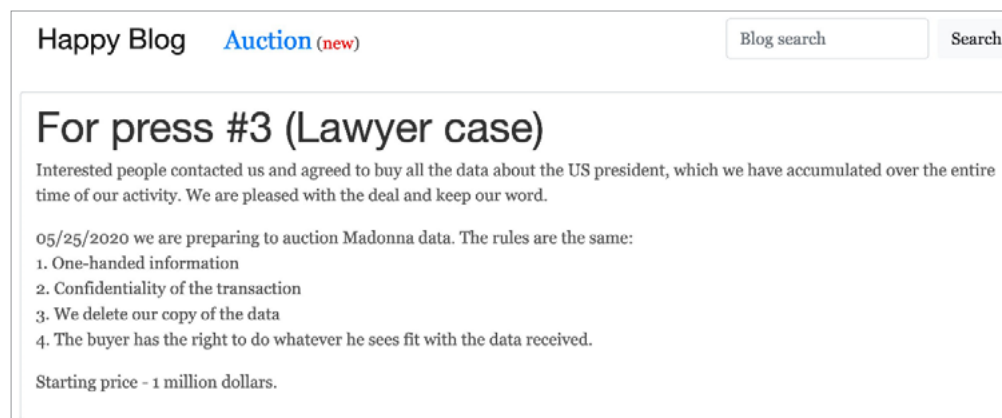 Happy Blog Auction (new) Blog search Search
For press #3 (Lawyer case)
Interested people contacted us and agreed to buy all the data about the US president, which we have accumulated over the entire
time of our activity. We are pleased with the deal and keep our word.
05/25/2020 we are preparing to auction Madonna data. The rules are the same:
1. One-handed information
2. Confidentiality of the transaction
3. We delete our copy of the data
4. The buyer has the right to do whatever he sees fit with the data received.
Starting price - 1 million dollars.